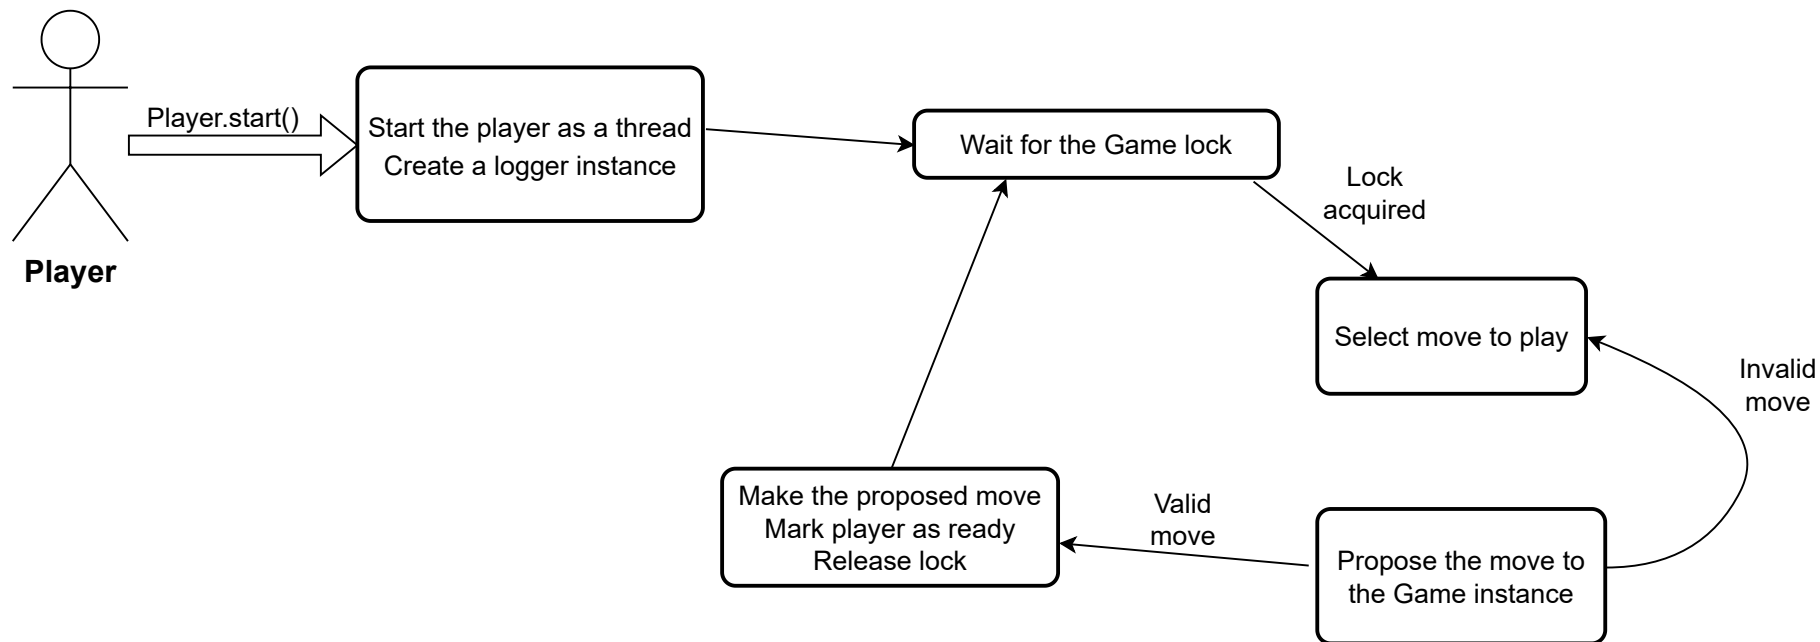 Player.start()
Player
Start the player as a thread
Create a logger instance
Wait for the Game lock
Lock
acquired
Select move to play
Invalid
move
Propose the move to
the Game instance
Valid
move
Make the proposed move
Mark player as ready
Release lock